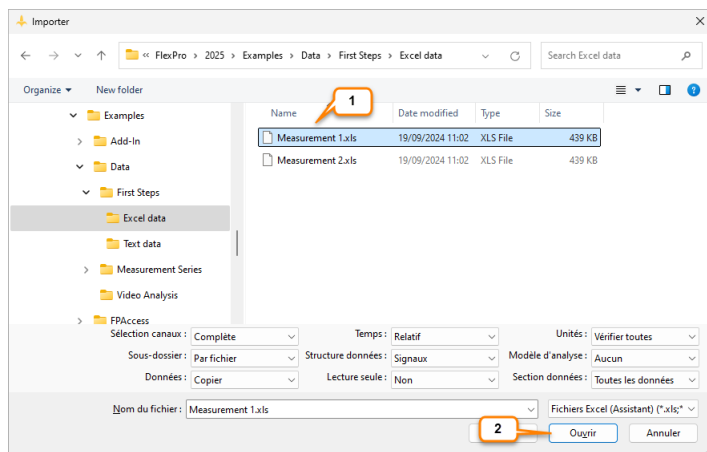 Importer
« FlexPro › 2025 › Examples › Data › First Steps › Excel data
Search Excel data
Organize
New folder
1
Examples
Add-In
Data
First Steps
Excel data
Text data
Measurement Series
Video Analysis
FPAccess
Name Date modified Type Size
Measurement 1.xls 19/09/2024 11:02 XLS File 439 KB
Measurement 2.xls 19/09/2024 11:02 XLS File 439 KB
Sélection canaux : Complète Temps : Relatif Unités : Vérifier toutes
Sous-dossier : Par fichier Structure données : Signaux Modèle d'analyse : Aucun
Données : Copier Lecture seule : Non Section données : Toutes les données
Nom du fichier : Measurement 1.xls Fichiers Excel (Assistant) (*.xls;*
2 Ouvrir Annuler